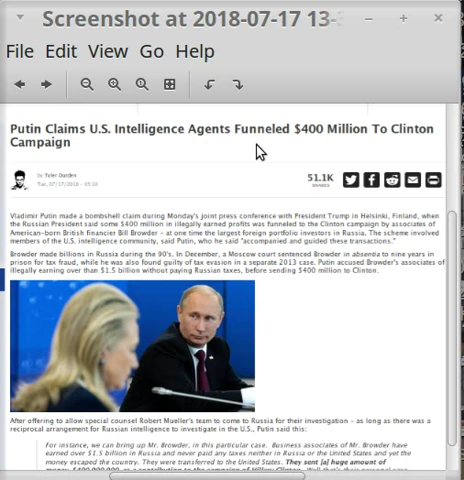 Screenshot at 2018-07-17 13-
File Edit View Go Help
Putin Claims U.S. Intelligence Agents Funneled $400 Million To Clinton
Campaign
by Tyler Durden
Tue, 07/17/2018 - 05:10
51.1K
SHARES
Vladimir Putin made a bombshell claim during Monday's joint press conference with President Trump in Helsinki, Finland, when
the Russian President said some $400 million in illegally earned profits was funneled to the Clinton campaign by associates of
American-born British financier Bill Browder - at one time the largest foreign portfolio investors in Russia. The scheme involved
members of the U.S. intelligence community, said Putin, who he said "accompanied and guided these transactions."
Browder made billions in Russia during the 90's. In December, a Moscow court sentenced Browder in absentia to nine years in
prison for tax fraud, while he was also found guilty of tax evasion in a separate 2013 case. Putin accused Browder's associates of
illegally earning over than $1.5 billion without paying Russian taxes, before sending $400 million to Clinton.
After offering to allow special counsel Robert Mueller's team to come to Russia for their investigation - as long as there was a
reciprocal arrangement for Russian intelligence to investigate in the U.S., Putin said this:
For instance, we can bring up Mr. Browder, in this particular case. Business associates of Mr. Browder have
earned over $1.5 billion in Russia and never paid any taxes neither in Russia or the United States and yet the
money escaped the country. They were transferred to the United States. They sent [a] huge amount of
money, $400,000,000, as a contribution to the campaign of Hillary Clinton.